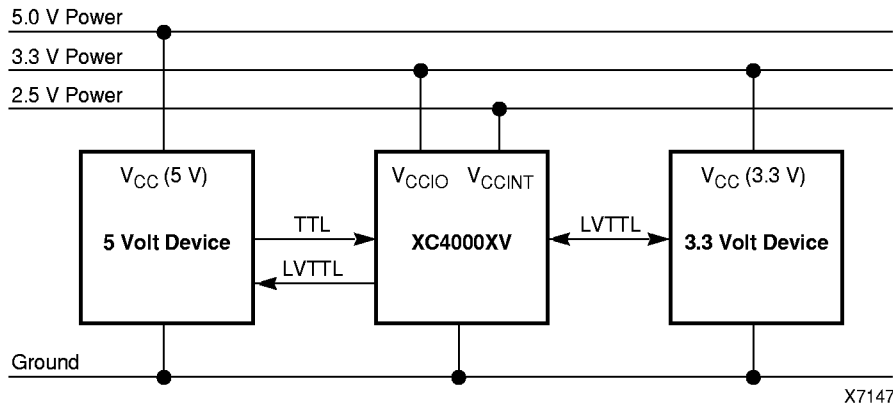 5.0 V Power
3.3 V Power
2.5 V Power
VCC (5 V)
VCCIO VCCINT
VCC (3.3 V)
5 Volt Device
TTL
XC4000XV
LVTTL
3.3 Volt Device
LVTTL
Ground
X7147